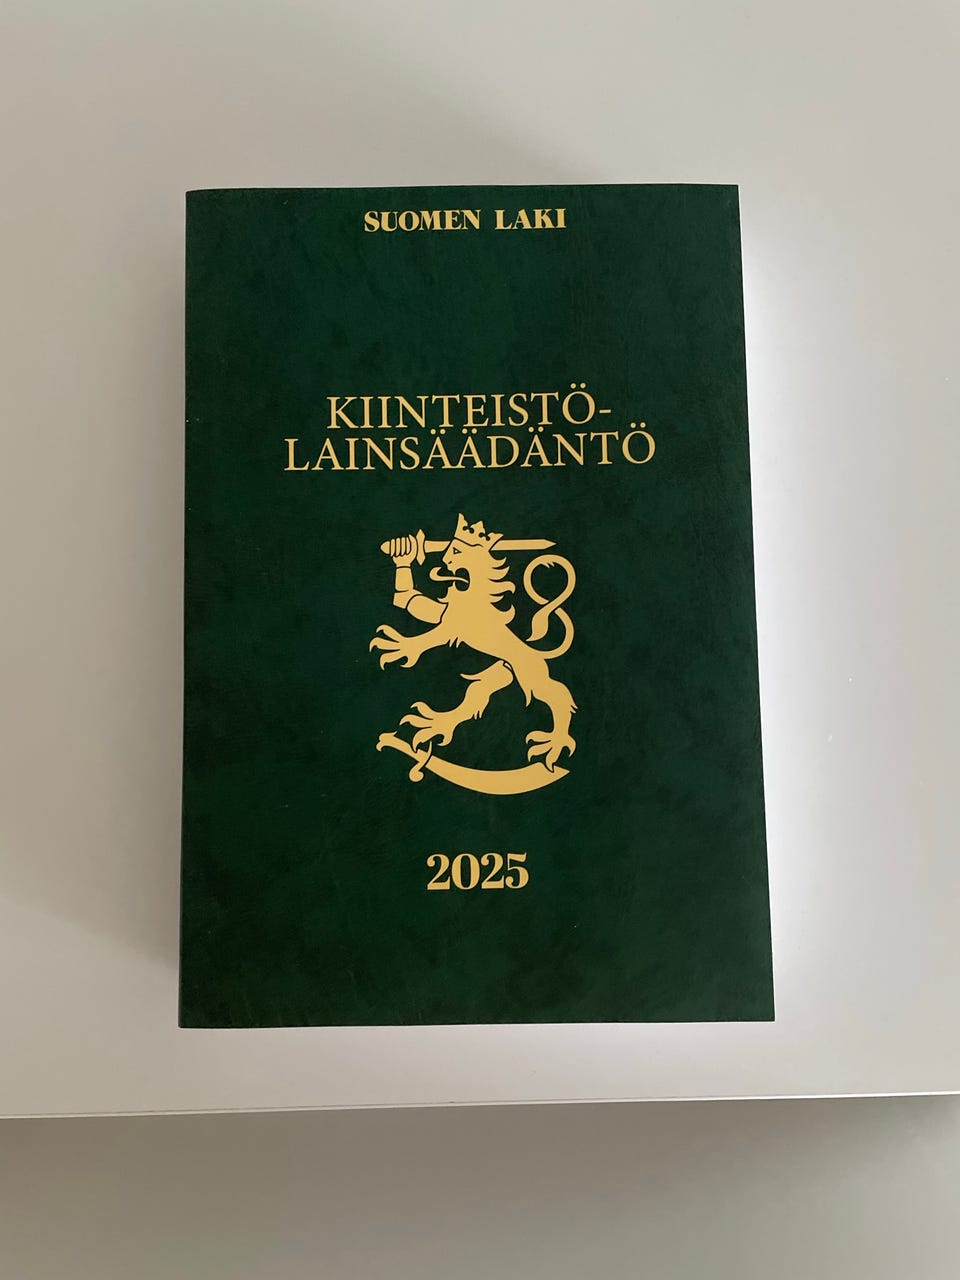 SUOMEN LAKI
KIINTEISTÖ-
LAINSÄÄDÄNTÖ
2025